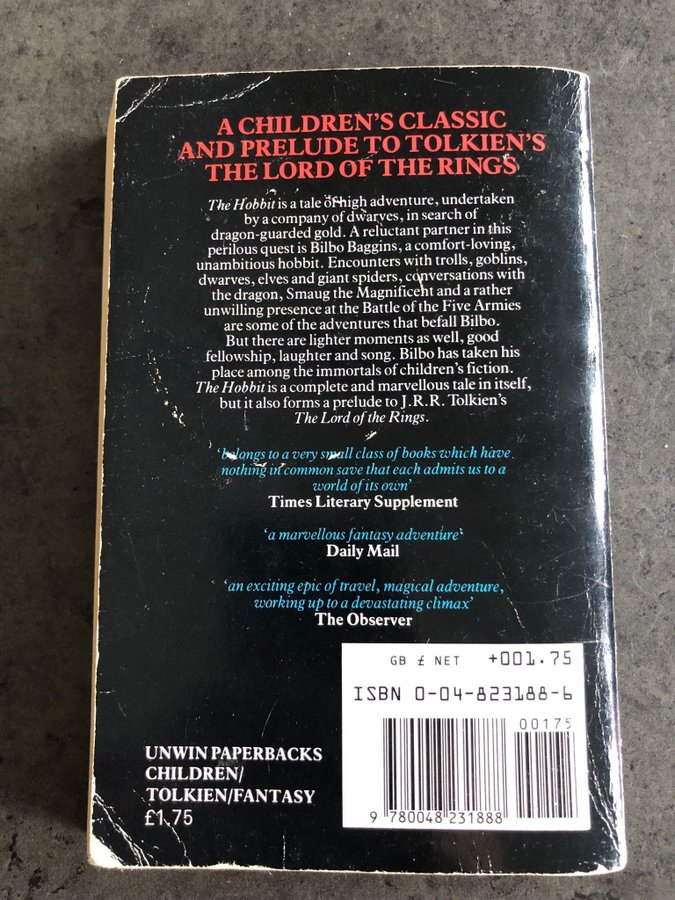 A CHILDREN'S CLASSIC
AND PRELUDE TO TOLKIEN'S
THE LORD OF THE RINGS
The Hobbit is a tale of high adventure, undertaken
by a company of dwarves, in search of
dragon-guarded gold. A reluctant partner in this
perilous quest is Bilbo Baggins, a comfort-loving,
unambitious hobbit. Encounters with trolls, goblins,
dwarves, elves and giant spiders, conversations with
the dragon, Smaug the Magnificent and a rather
unwilling presence at the Battle of the Five Armies
are some of the adventures that befall Bilbo.
But there are lighter moments as well, good
fellowship, laughter and song. Bilbo has taken his
place among the immortals of children's fiction.
The Hobbit is a complete and marvellous tale in itself,
but it also forms a prelude to J.R.R. Tolkien's
The Lord of the Rings.
'belongs to a very small class of books which have
nothing in common save that each admits us to a
world of its own'
Times Literary Supplement
'a marvellous fantasy adventure'
Daily Mail
'an exciting epic of travel, magical adventure,
working up to a devastating climax'
The Observer
GB £ NET +001.75
ISBN 0-04-823188-6
00175
9 780048 231888
UNWIN PAPERBACKS
CHILDREN/
TOLKIEN/FANTASY
£1.75